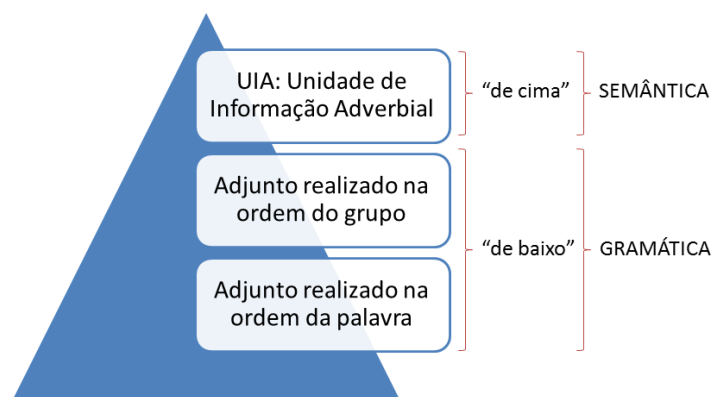 UIA: Unidade de
Informação Adverbial
“de cima”
SEMÂNTICA
Adjunto realizado na
ordem do grupo
“de baixo”
GRAMÁTICA
Adjunto realizado na
ordem da palavra